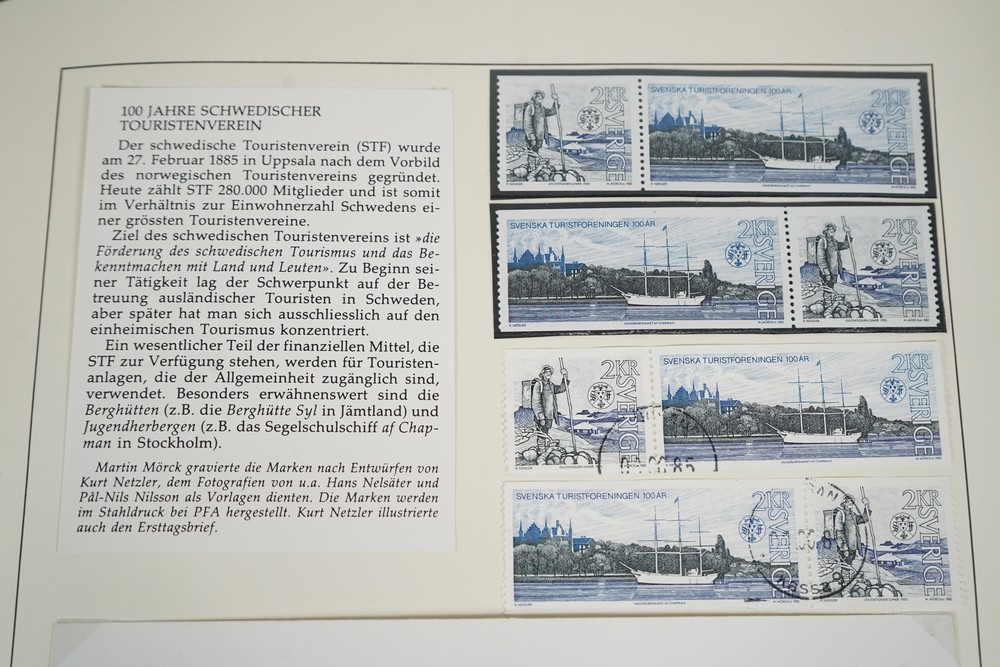 100 JAHRE SCHWEDISCHER
TOURISTENVEREIN
Der schwedische Touristenverein (STF) wurde
am 27. Februar 1885 in Uppsala nach dem Vorbild
des norwegischen Touristenvereins gegründet.
Heute zählt STF 280.000 Mitglieder und ist somit
im Verhältnis zur Einwohnerzahl Schwedens ei-
ner grössten Touristenvereine.
Ziel des schwedischen Touristenvereins ist »die
Förderung des schwedischen Tourismus und das Be-
kenntmachen mit Land und Leuten». Zu Beginn sei-
ner Tätigkeit lag der Schwerpunkt auf der Be-
treuung ausländischer Touristen in Schweden,
aber später hat man sich ausschliesslich auf den
einheimischen Tourismus konzentriert.
Ein wesentlicher Teil der finanziellen Mittel, die
STF zur Verfügung stehen, werden für Touristen-
anlagen, die der Allgemeinheit zugänglich sind,
verwendet. Besonders erwähnenswert sind die
Berghütten (z.B. die Berghütte Syl in Jämtland) und
Jugendherbergen (z.B. das Segelschulschiff af Chap-
man in Stockholm).
Martin Mörck gravierte die Marken nach Entwürfen von
Kurt Netzler, dem Fotografien von u.a. Hans Nelsäter und
Pål-Nils Nilsson als Vorlagen dienten. Die Marken werden
im Stahldruck bei PFA hergestellt. Kurt Netzler illustrierte
auch den Ersttagsbrief.
2KR
SVERIGE
SVENSKA TURISTFORENINGEN 100 ÅR
2KR
SVERIGE
SVENSKA TURISTFORENINGEN 100 ÅR
2KR
SVERIGE
2KR
SVERIGE
2KR
SVERIGE
SVENSKA TURISTFORENINGEN 100 ÅR
2KR
SVERIGE
85
SVENSKA TURISTFORENINGEN 100 ÅR
2KR
SVERIGE
2KR
SVERIGE